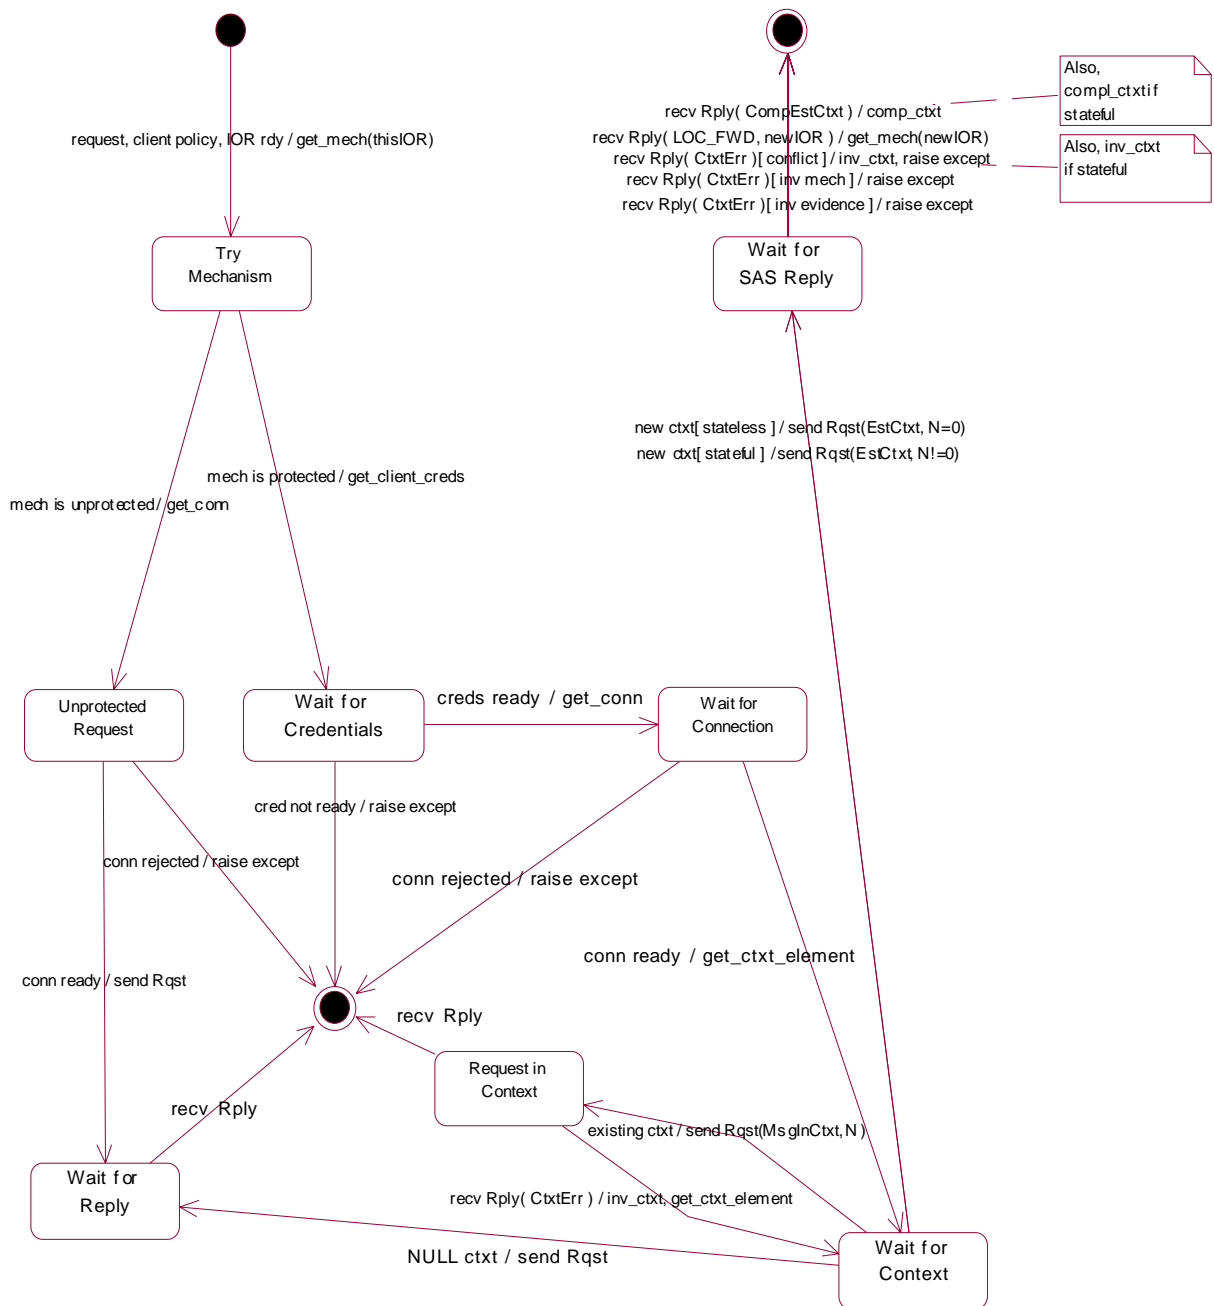 Also,
compl_ctxt if
stateful
recv Rply( CompEstCtxt ) / comp_ctxt
recv Rply( LOC_FWD, newIOR ) / get_mech(newIOR)
recv Rply( CtxtErr )[ conflict ] / inv_ctxt, raise except
recv Rply( CtxtErr )[ inv mech ] / raise except
recv Rply( CtxtErr )[ inv evidence ] / raise except
Also, inv_ctxt
if stateful
request, client policy, IOR rdy / get_mech(thisIOR)
Try
Mechanism
Wait for
SAS Reply
new ctxt[ stateless ] / send Rqst(EstCtxt, N=0)
new ctxt[ stateful ] / send Rqst(EstCtxt, N!=0)
mech is protected / get_client_creds
mech is unprotected / get_conn
Unprotected
Request
Wait for
Credentials
creds ready / get_conn
Wait for
Connection
cred not ready / raise except
conn rejected / raise except
conn rejected / raise except
conn ready / get_ctxt_element
conn ready / send Rqst
recv Rply
Request in
Context
recv Rply
existing ctxt / send Rqst(MsgInCtxt, N )
Wait for
Reply
recv Rply( CtxtErr ) / inv_ctxt, get_ctxt_element
NULL ctxt / send Rqst
Wait for
Context